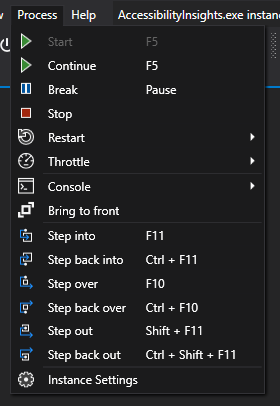 Process Help AccessibilityInsights.exe instan
Start F5
Continue F5
Break Pause
Stop
Restart
Throttle
Console
Bring to front
Step into F11
Step back into Ctrl + F11
Step over F10
Step back over Ctrl + F10
Step out Shift + F11
Step back out Ctrl + Shift + F11
Instance Settings